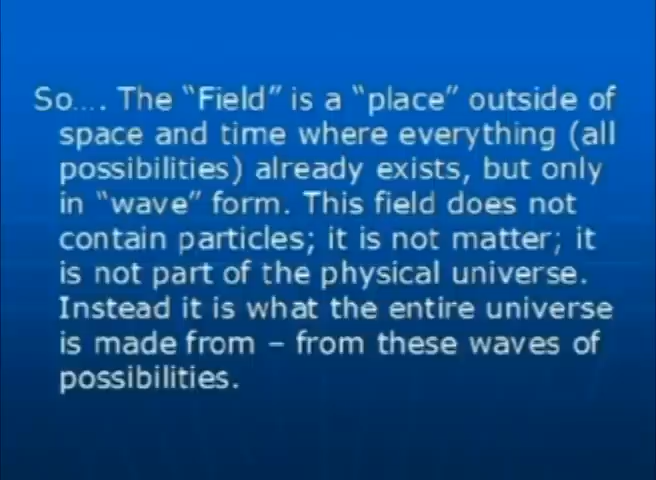 So.... The “Field” is a “place” outside of
space and time where everything (all
possibilities) already exists, but only
in “wave” form. This field does not
contain particles; it is not matter; it
is not part of the physical universe.
Instead it is what the entire universe
is made from – from these waves of
possibilities.